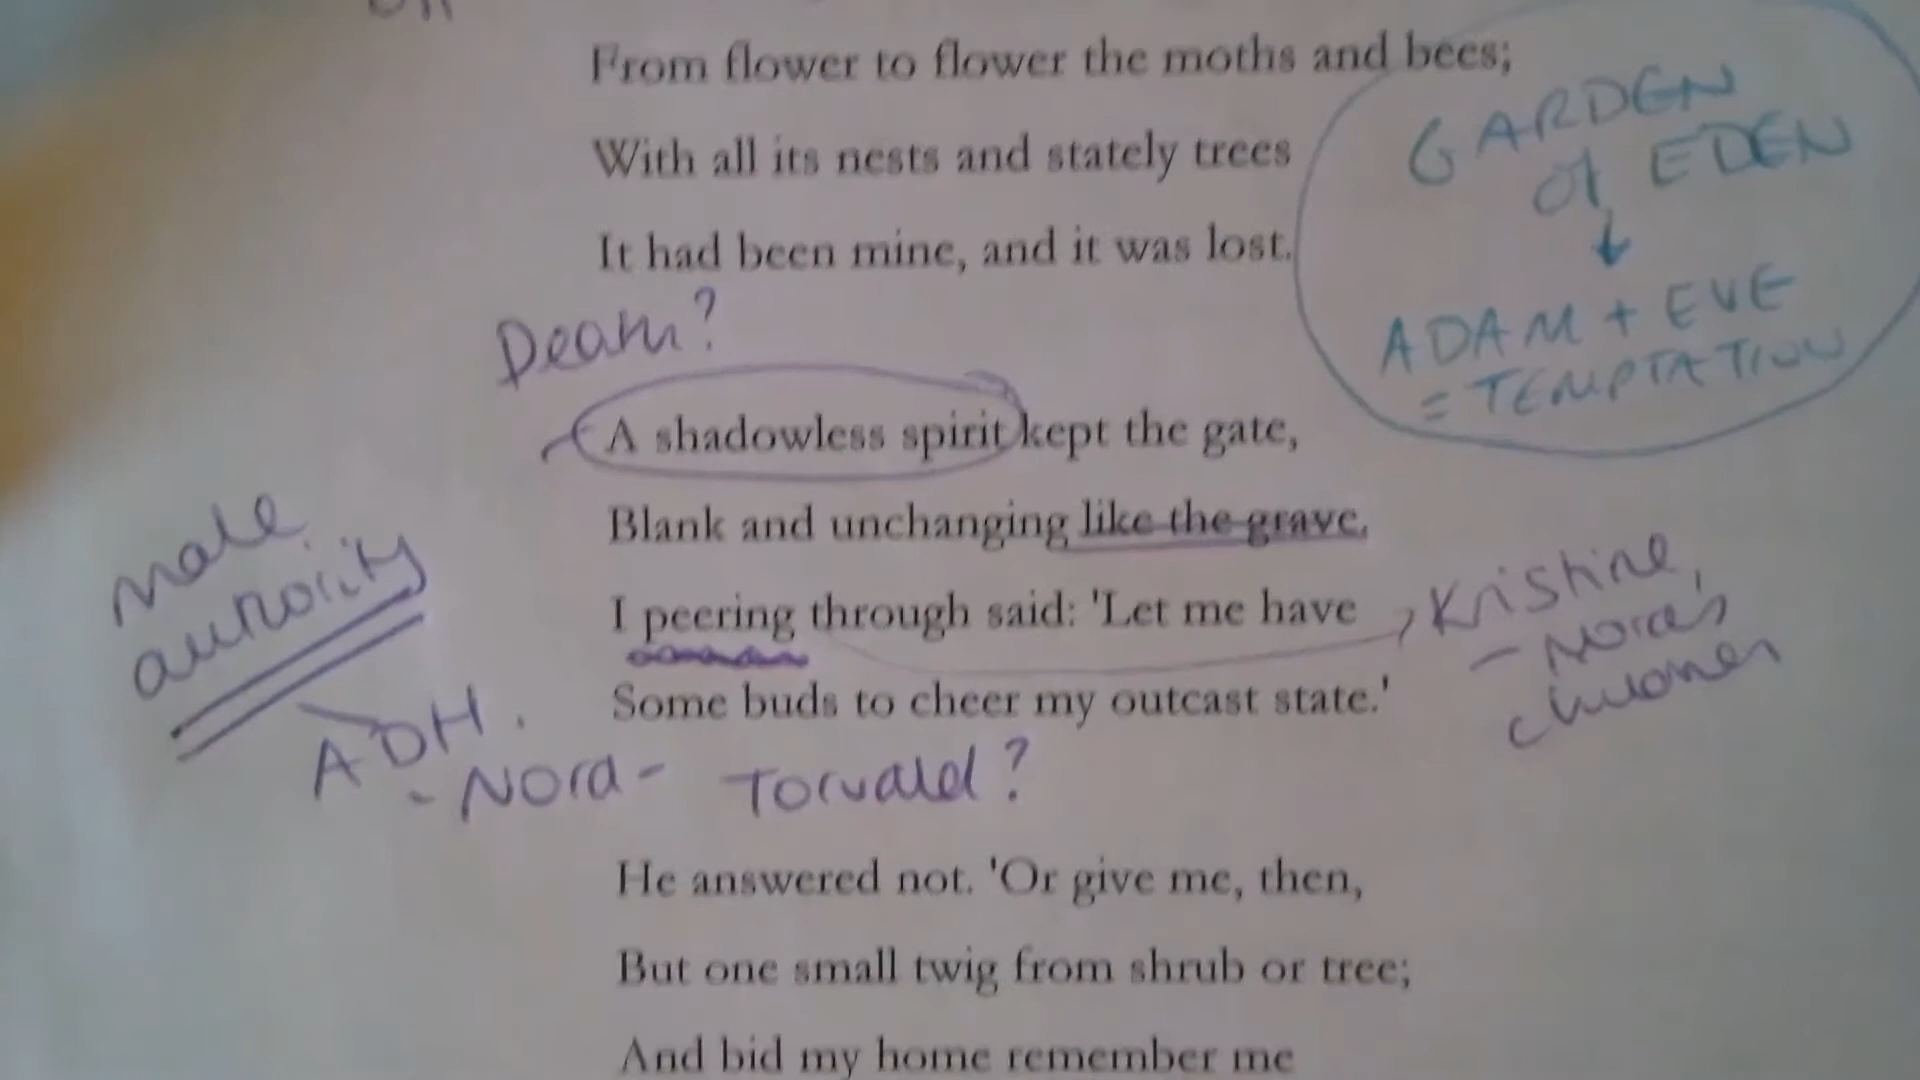 From flower to flower the moths and bees;
With all its nests and stately trees
It had been mine, and it was lost.
GARDEN
of EDEN
ADAM + EVE
= TEMPTATION
Death?
A shadowless spirit kept the gate,
Blank and unchanging like the grave.
I peering through said: 'Let me have
Some buds to cheer my outcast state.'
male
authority
ADH.
- Nora - Torvald?
Kristine,
- Nora's
children
He answered not. 'Or give me, then,
But one small twig from shrub or tree;
And bid my home remember me